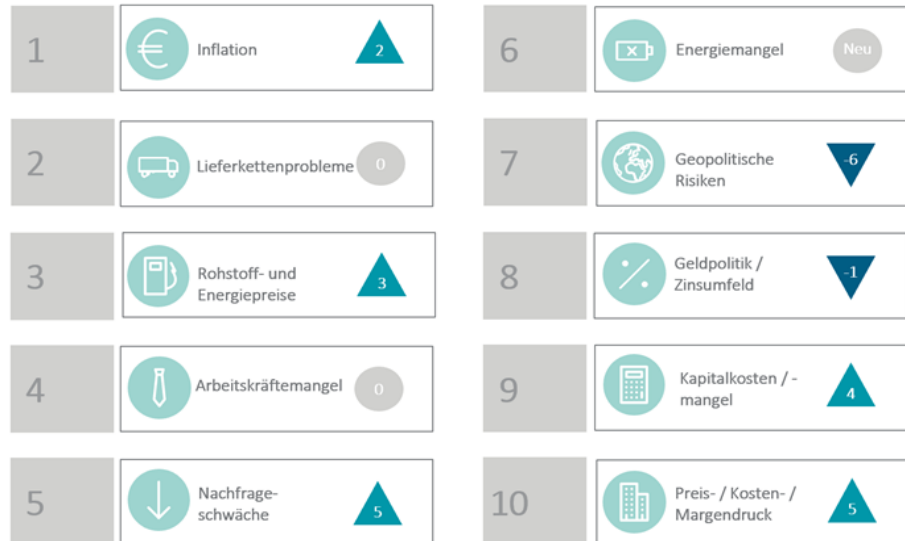 1
Inflation
2
2
Lieferkettenprobleme
0
3
Rohstoff- und
Energiepreise
3
4
Arbeitskräftemangel
0
5
Nachfrage-
schwäche
5
6
Energiemangel
Neu
7
Geopolitische
Risiken
-6
8
Geldpolitik /
Zinsumfeld
-1
9
Kapitalkosten / -
mangel
4
10
Preis- / Kosten- /
Margendruck
5